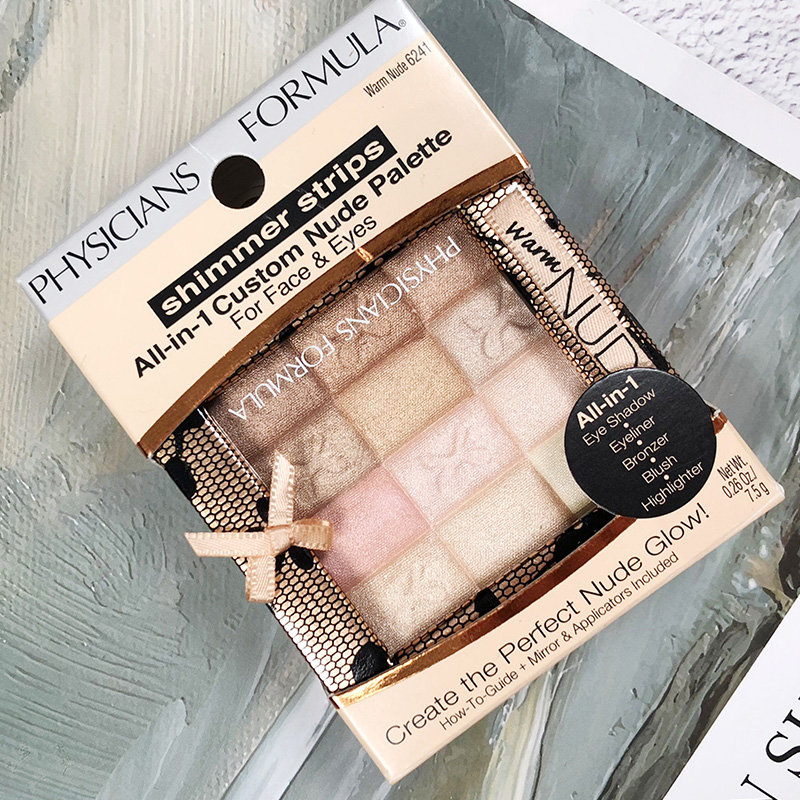 PHYSICIANS FORMULA®
Warm Nude 6241
shimmer strips
All-in-1 Custom Nude Palette
For Face & Eyes
PHYSICIANS FORMULA
Warm
NUD
All-in-1
Eye Shadow
Eyeliner
Bronzer
Blush
Highlighter
Net Wt.
0.26 Oz/
7.5 g
Create the Perfect Nude Glow!
How-To-Guide + Mirror & Applicators Included